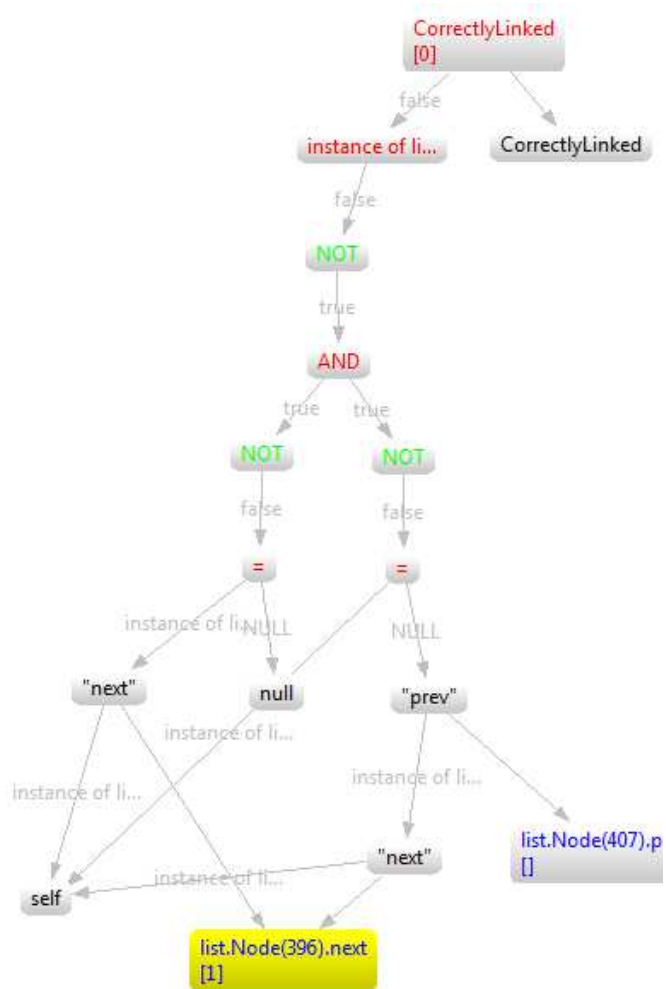 CorrectlyLinked
[0]
false
instance of li...
CorrectlyLinked
false
NOT
true
AND
true
true
NOT
NOT
false
false
=
=
instance of li...
NULL
NULL
"next"
null
"prev"
instance of li...
instance of li...
instance of li...
list.Node(407).p
[]
"next"
instance of li...
self
list.Node(396).next
[1]